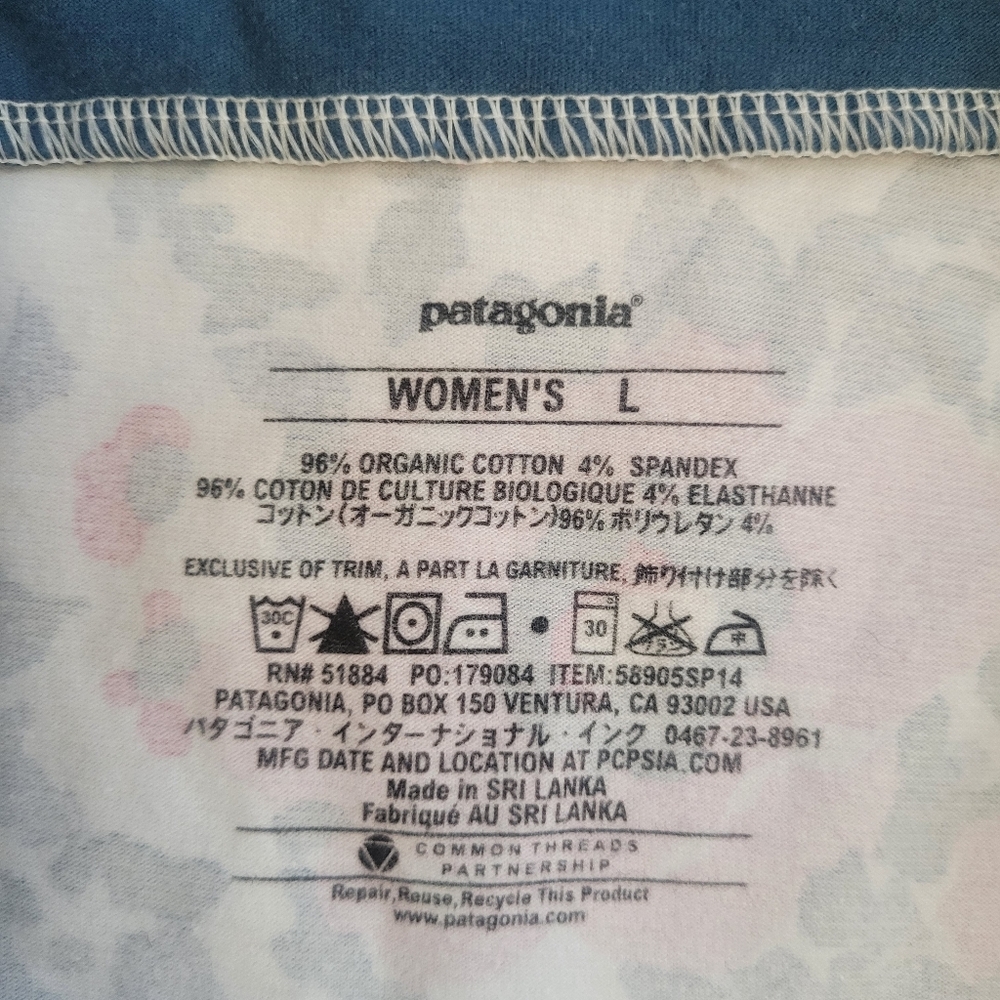 patagonia®
WOMEN'S L
96% ORGANIC COTTON 4% SPANDEX
96% COTON DE CULTURE BIOLOGIQUE 4% ELASTHANNE
コットン(オーガニックコットン)96% ポリウレタン 4%
EXCLUSIVE OF TRIM, A PART LA GARNITURE, 飾り付け部分を除く
30C 30 中
RN# 51884 PO:179084 ITEM:58905SP14
PATAGONIA, PO BOX 150 VENTURA, CA 93002 USA
パタゴニア・インターナショナル・インク 0467-23-8961
MFG DATE AND LOCATION AT PCPSIA.COM
Made in SRI LANKA
Fabriqué AU SRI LANKA
COMMON THREADS
PARTNERSHIP
Repair,Reuse,Recycle This Product
www.patagonia.com